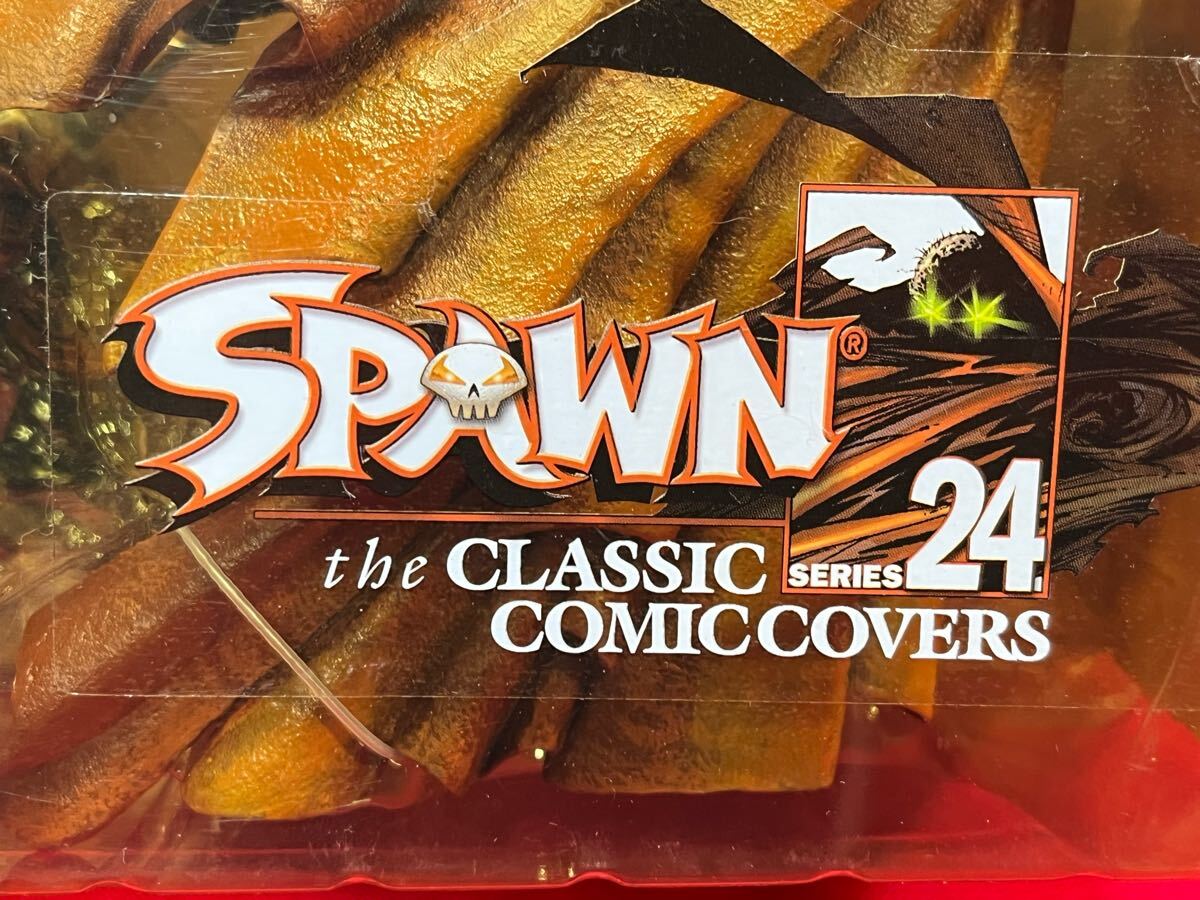 SPAWN®
SERIES 24
the CLASSIC
COMIC COVERS